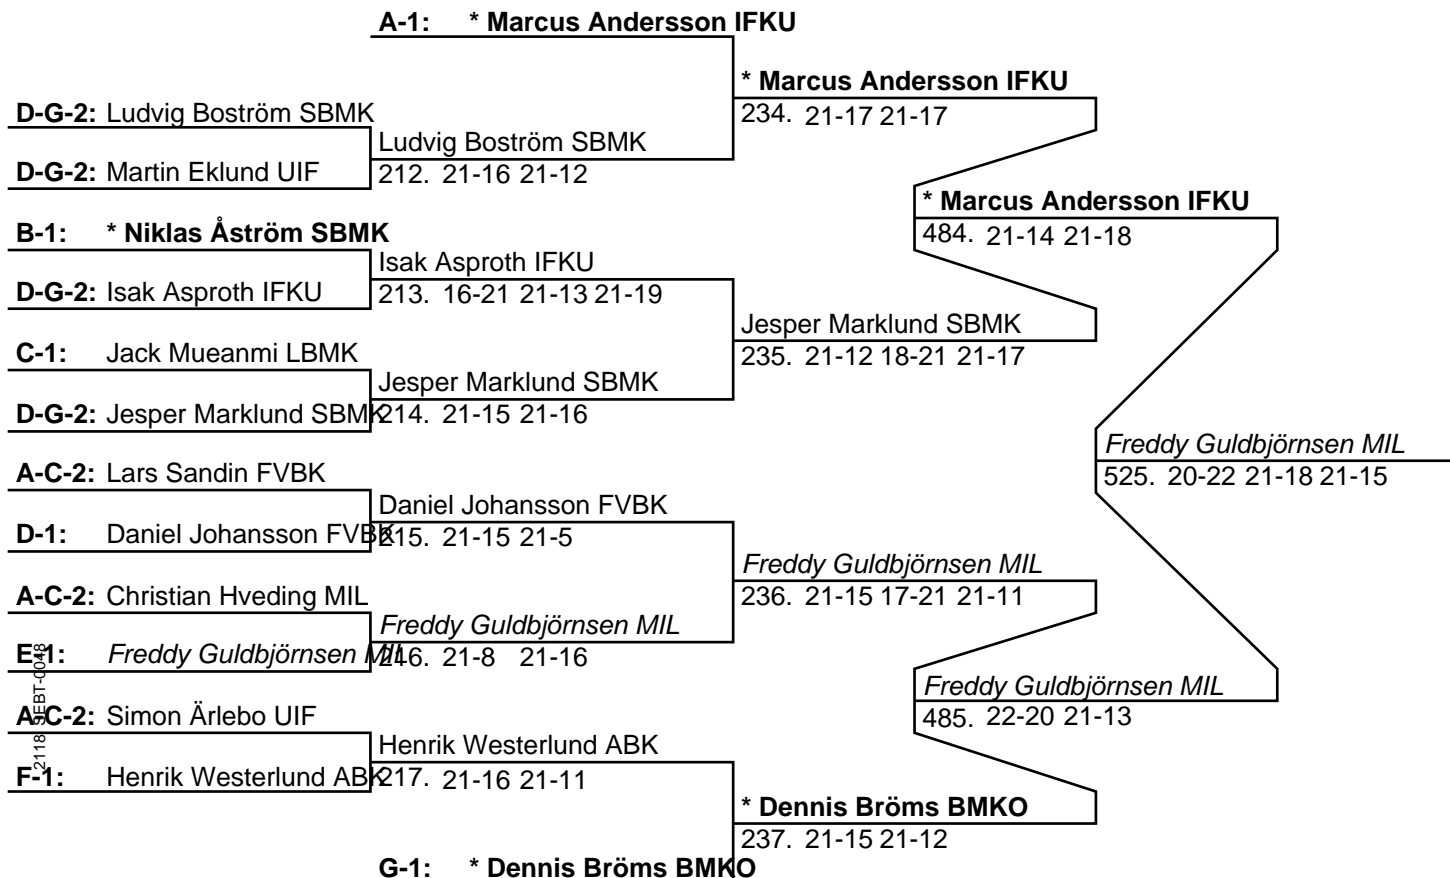 A-1: * Marcus Andersson IFKU
* Marcus Andersson IFKU
234. 21-17 21-17
D-G-2: Ludvig Boström SBMK
Ludvig Boström SBMK
212. 21-16 21-12
D-G-2: Martin Eklund UIF
* Marcus Andersson IFKU
484. 21-14 21-18
B-1: * Niklas Åström SBMK
Isak Asproth IFKU
213. 16-21 21-13 21-19
D-G-2: Isak Asproth IFKU
Jesper Marklund SBMK
235. 21-12 18-21 21-17
C-1: Jack Mueanmi LBMK
Jesper Marklund SBMK
214. 21-15 21-16
D-G-2: Jesper Marklund SBMK
Freddy Guldbjörnsen MIL
525. 20-22 21-18 21-15
A-C-2: Lars Sandin FVBK
Daniel Johansson FVBK
215. 21-15 21-5
D-1: Daniel Johansson FVBK
Freddy Guldbjörnsen MIL
236. 21-15 17-21 21-11
A-C-2: Christian Hveding MIL
Freddy Guldbjörnsen MIL
216. 21-8 21-16
E-1: Freddy Guldbjörnsen MIL
Freddy Guldbjörnsen MIL
485. 22-20 21-13
A-C-2: Simon Ärlebo UIF
Henrik Westerlund ABK
217. 21-16 21-11
F-1: Henrik Westerlund ABK
* Dennis Bröms BMKO
237. 21-15 21-12
G-1: * Dennis Bröms BMKO